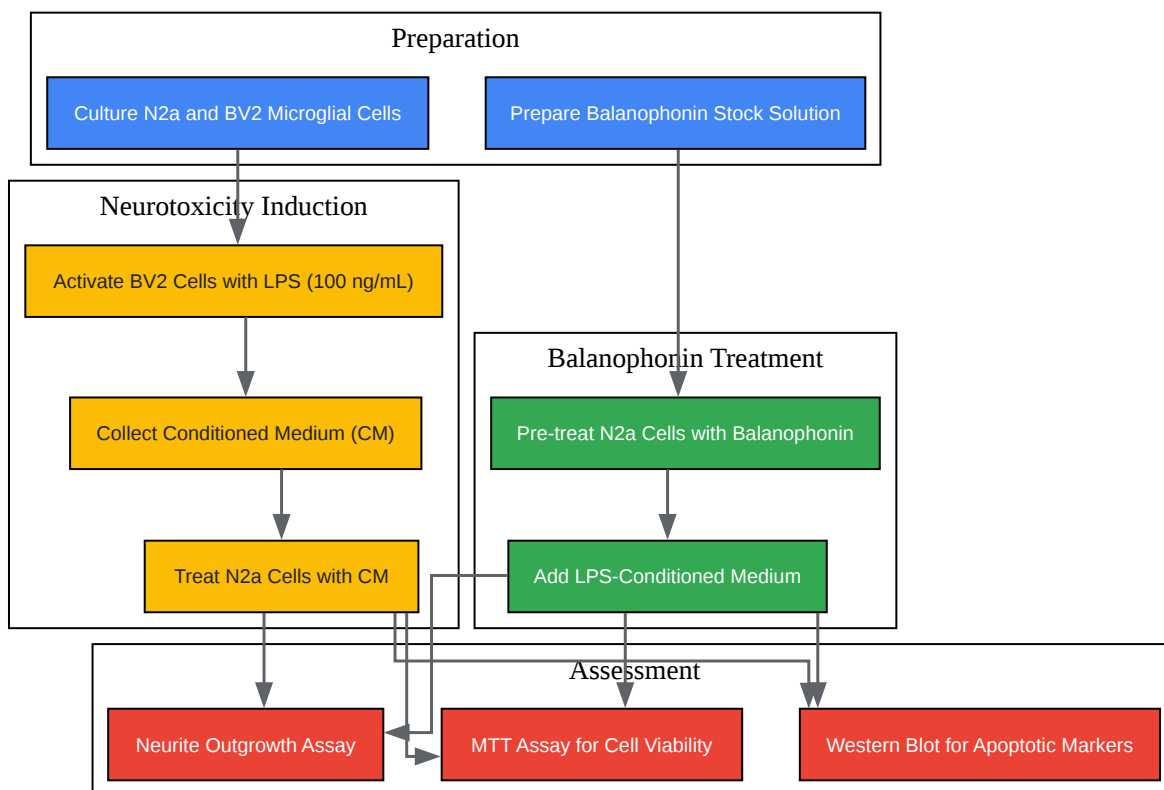 Preparation
Culture N2a and BV2 Microglial Cells
Prepare Balanophonin Stock Solution
Neurotoxicity Induction
Activate BV2 Cells with LPS (100 ng/mL)
Balanophonin Treatment
Collect Conditioned Medium (CM)
Pre-treat N2a Cells with Balanophonin
Treat N2a Cells with CM
Add LPS-Conditioned Medium
Assessment
Neurite Outgrowth Assay
MTT Assay for Cell Viability
Western Blot for Apoptotic Markers